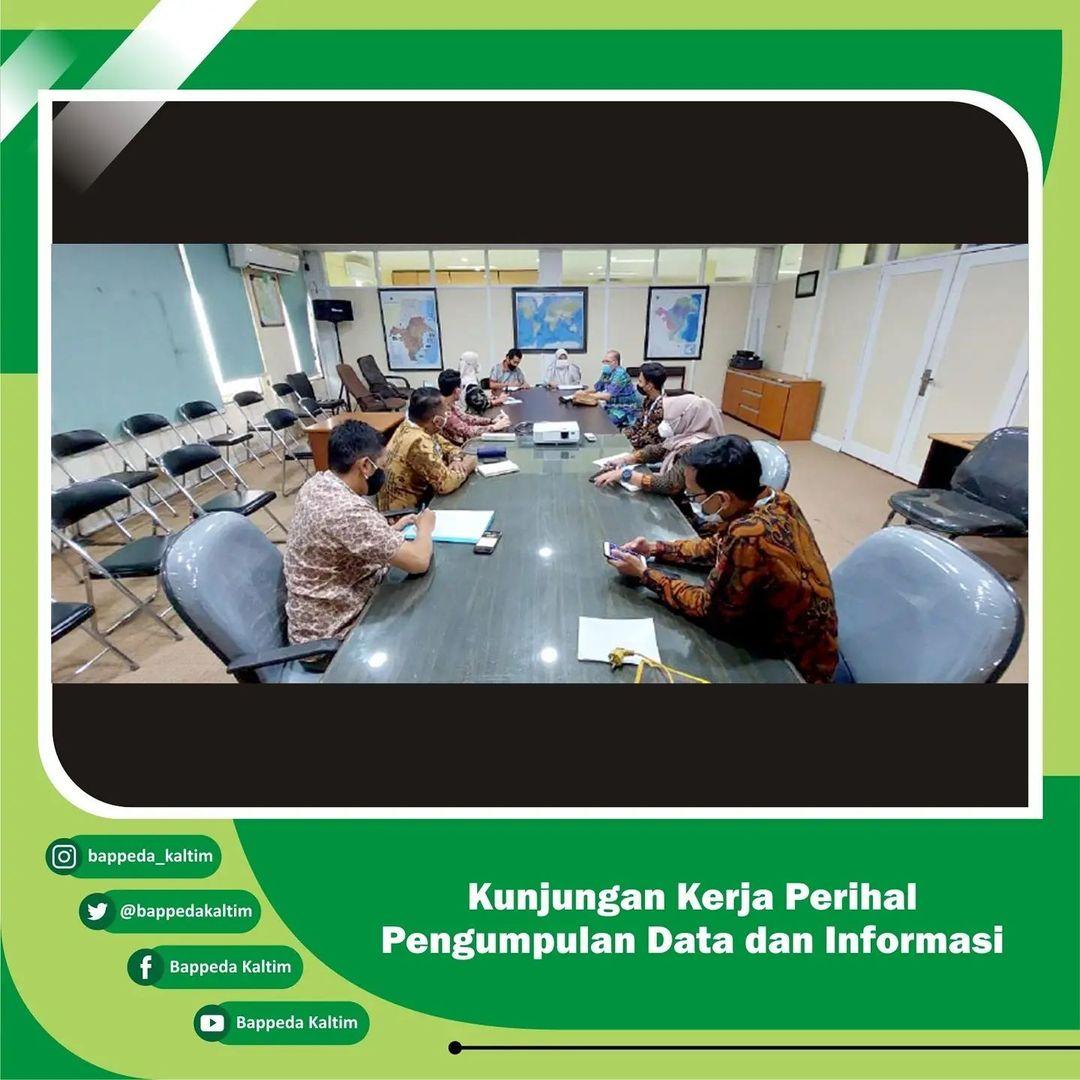 bappeda_kaltim
@bappedakaltim
Bappeda Kaltim
Bappeda Kaltim
Kunjungan Kerja Perihal
Pengumpulan Data dan Informasi